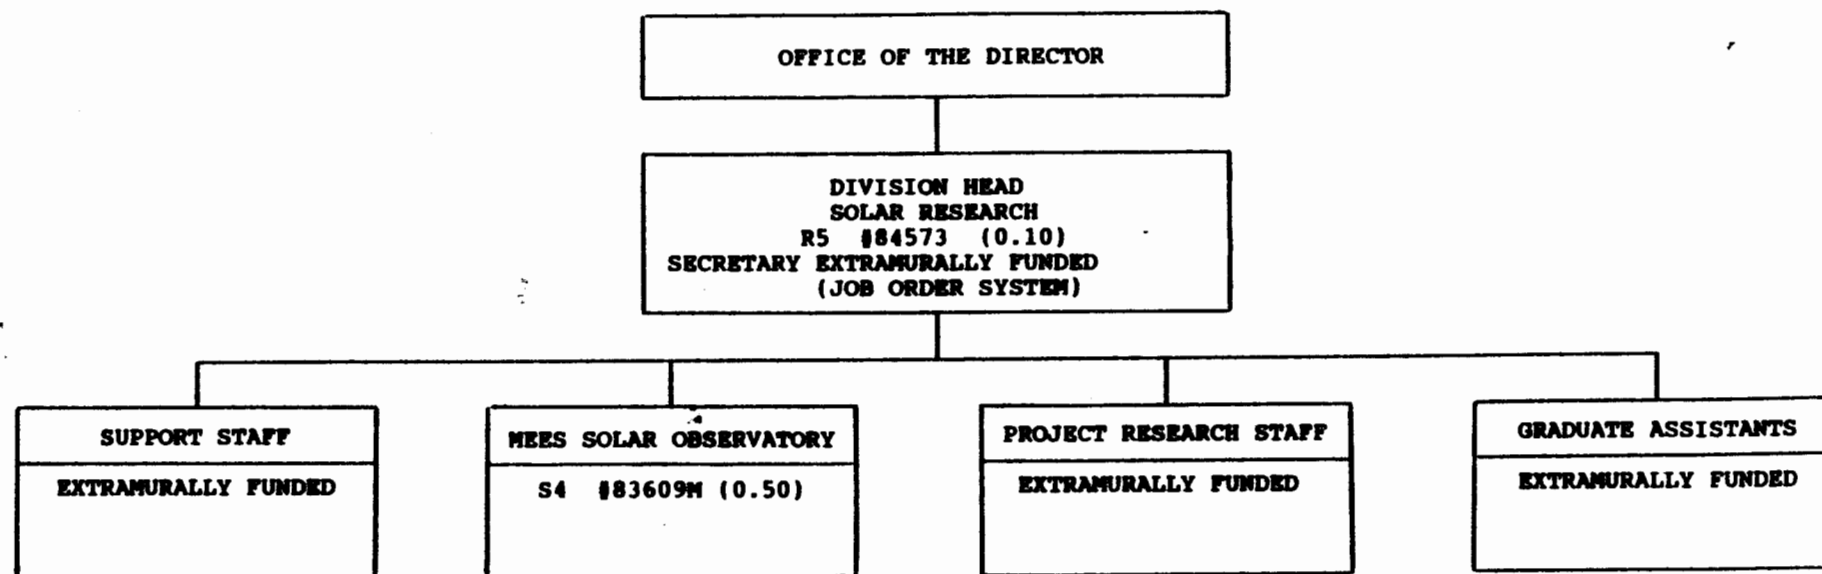 OFFICE OF THE DIRECTOR
DIVISION HEAD
SOLAR RESEARCH
R5 #84573 (0.10)
SECRETARY EXTRAMURALLY FUNDED
(JOB ORDER SYSTEM)
SUPPORT STAFF
EXTRAMURALLY FUNDED
MEES SOLAR OBSERVATORY
S4 #83609M (0.50)
PROJECT RESEARCH STAFF
EXTRAMURALLY FUNDED
GRADUATE ASSISTANTS
EXTRAMURALLY FUNDED